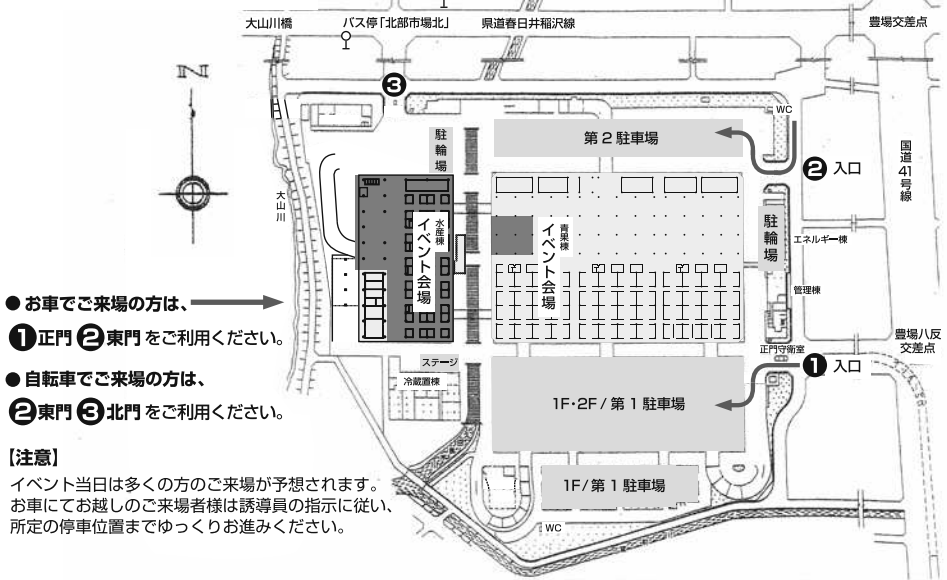 大山川橋
バス停「北部市場北」
県道春日井稲沢線
豊場交差点
N
❸
WC
駐輪場
第2駐車場
❷ 入口
国道41号線
大山川
水産棟
イベント会場
青果棟
イベント会場
駐輪場
エネルギー棟
管理棟
●お車でご来場の方は、
❶正門 ❷東門をご利用ください。
豊場八反
交差点
正門守衛室
❶ 入口
ステージ
冷蔵置棟
●自転車でご来場の方は、
❷東門 ❸北門をご利用ください。
1F・2F/第1駐車場
【注意】
イベント当日は多くの方のご来場が予想されます。
お車にてお越しのご来場者様は誘導員の指示に従い、
所定の停車位置までゆっくりお進みください。
1F/第1駐車場
WC